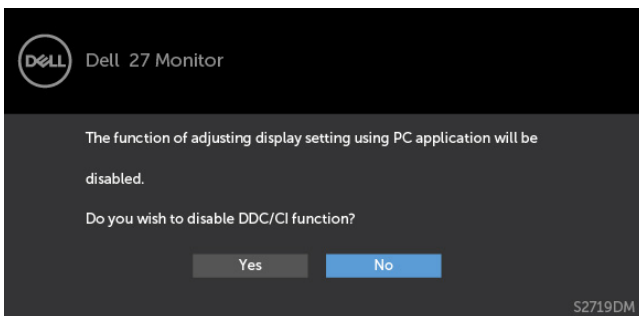 DELL
Dell 27 Monitor
The function of adjusting display setting using PC application will be
disabled.
Do you wish to disable DDC/CI function?
Yes No
S2719DM